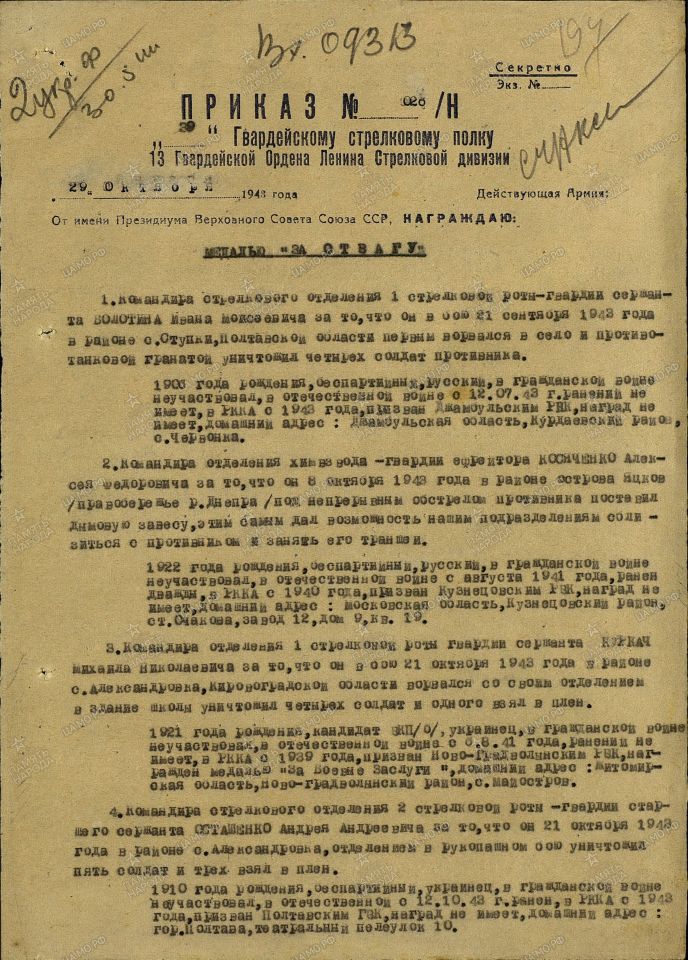 Вх. 09313
2 Укр. ф
30.5
Секретно
Экз. №
ПРИКАЗ № 026 /Н
„ 39 “ Гвардейскому стрелковому полку
13 Гвардейской Ордена Ленина Стрелковой дивизии
„ 29 октября 1943 года Действующая Армия:
От имени Президиума Верховного Совета Союза ССР, НАГРАЖДАЮ:
МЕДАЛЬЮ "ЗА ОТВАГУ"
1.Командира стрелкового отделения 1 стрелковой роты-гвардии сержан-
та БОЛОТИНА Ивана Моисеевича за то,что он в бою 21 сентября 1943 года
в районе с.Ступки,Полтавской области первым ворвался в село и противо-
танковой гранатой уничтожил четырех солдат противника.
1906 года рождения,беспартийный,русский,в гражданской войне
неучаствовал,в отечественной войне с 12.07.43 г.ранений не
имеет,в РККА с 1943 года,призван Джамбульским РВК,наград не
имеет,домашний адрес : Джамбульская область,Курдаевский район,
с.Червонка.
2.Командира отделения химвзвода -гвардии ефрейтора КОСЯЧЕНКО Алек-
сея Федоровича за то,что он 8 октября 1943 года в районе острова Яцков
/правобережье р.Днепра/под непрерывным обстрелом противника поставил
дымовую завесу,этим самым дал возможность нашим подразделениям сбли -
зиться с противником и занять его траншеи.
1922 года рождения,беспартийный,русский,в гражданской войне
неучаствовал,в отечественной войне с августа 1941 года,ранен
дважды,в РККА с 1940 года,призван Кузнецовским РВК,наград не
имеет,домашний адрес : московская область,Кузнецовский район,
ст.Очакова,завод 12,дом 9,кв. 19.
3.Командира отделения 1 стрелковой роты гвардии сержанта КУРКАЧ
Михаила Николаевича за то,что он в бою 21 октября 1943 года в районе
с.Александровка,Кировоградской области ворвался со своим отделением
в здание школы уничтожил четырех солдат и одного взял в плен.
1921 года рождения,кандидат ВКП/б/,украинец,в гражданской войне
неучаствовал,в отечественной войне с 6.8.41 года,ранений не
имеет,в РККА с 1939 года,призван Ново-Градволынским РВК,наг-
ражден медалью "За Боевые Заслуги ",домашний адрес :Житомир-
ская область,Ново-градволынский район,с.Майостров.
4.Командира стрелкового отделения 2 стрелковой роты -гвардии стар-
шего сержанта ОСТАШЕНКО Андрея Андреевича за то,что он 21 октября 1943
года в районе с.Александровка,отделением в рукопашном бою уничтожил
пять солдат и трех взял в плен.
1910 года рождения,беспартийный,украинец,в гражданской войне
неучаствовал,в отечественной с 12.10.43 г.ранен,в РККА с 1943
года,призван Полтавским ГВК,наград не имеет,домашний адрес :
гор.Полтава,театральный пелеулок 10.